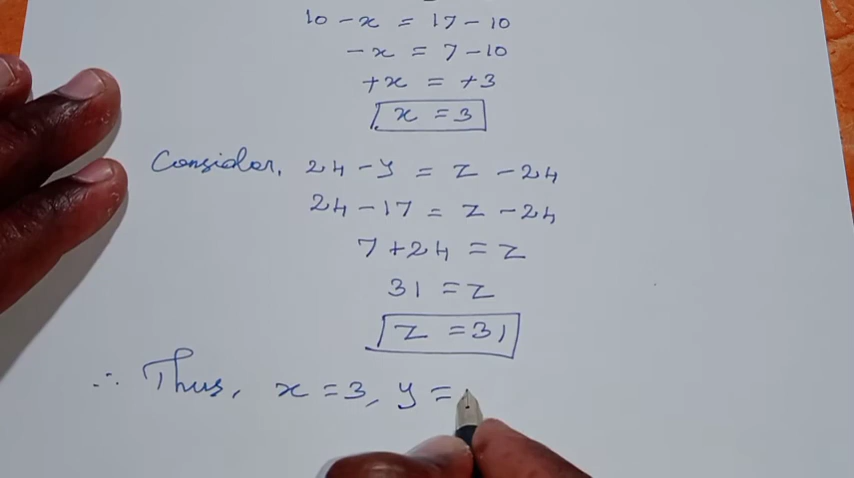 10 - x = 17 - 10
- x = 7 - 10
+x = +3
x = 3
Consider, 24 - y = z - 24
24 - 17 = z - 24
7 + 24 = z
31 = z
z = 31
∴ Thus, x = 3, y =